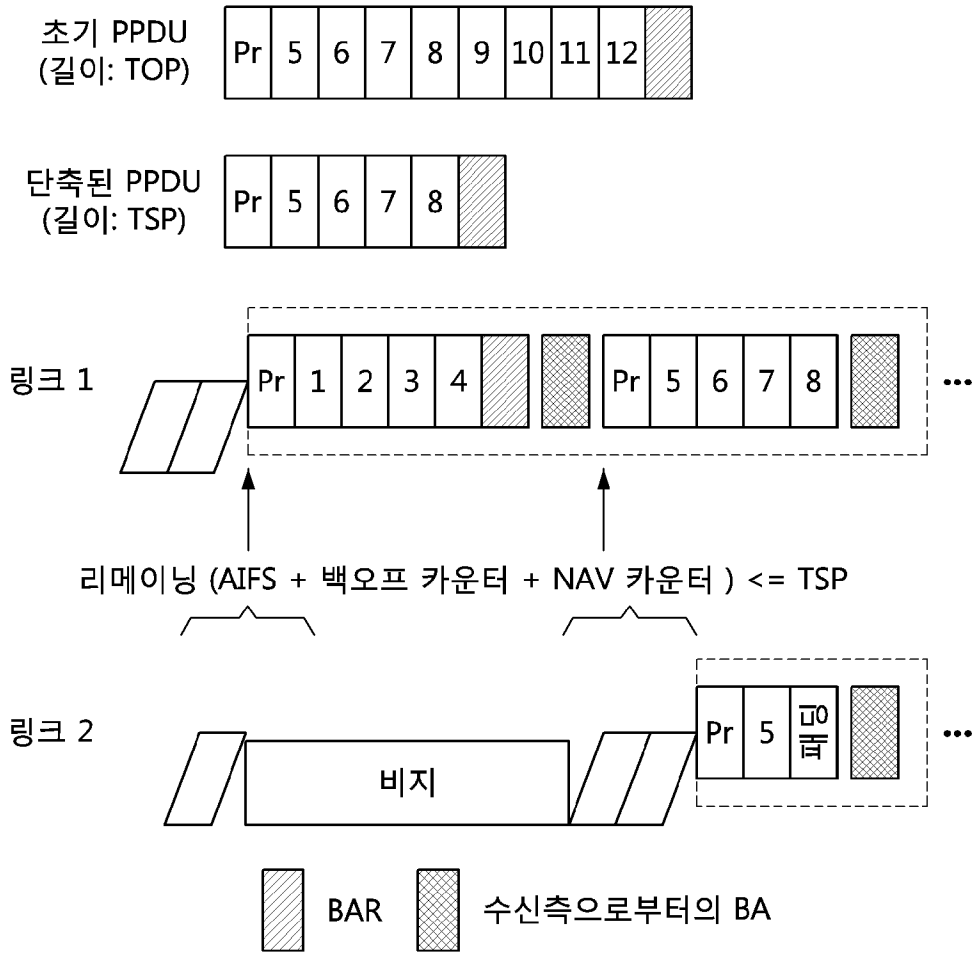 초기 PPDU
(길이: TOP)
Pr 5 6 7 8 9 10 11 12
단축된 PPDU
(길이: TSP)
Pr 5 6 7 8
링크 1
Pr 1 2 3 4 Pr 5 6 7 8 ...
리메이닝 (AIFS + 백오프 카운터 + NAV 카운터 ) <= TSP
링크 2
비지
Pr 5 패딩 ...
BAR
수신측으로부터의 BA